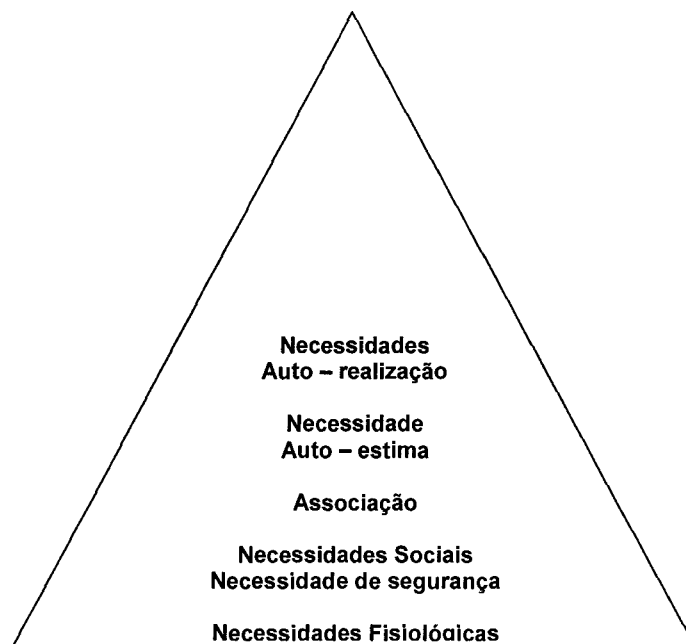 Necessidades
Auto – realização
Necessidade
Auto – estima
Associação
Necessidades Sociais
Necessidade de segurança
Necessidades Fisiológicas